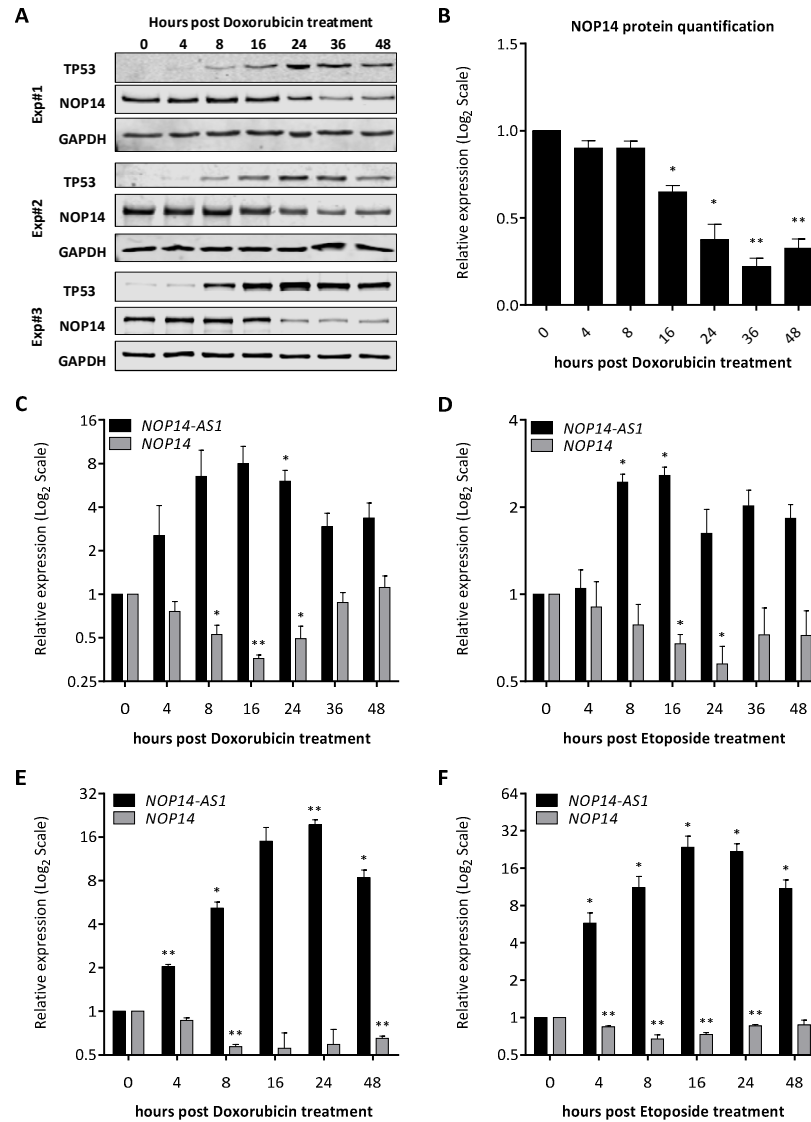 A
Hours post Doxorubicin treatment
0 4 8 16 24 36 48
Exp#1
TP53
NOP14
GAPDH
Exp#2
TP53
NOP14
GAPDH
Exp#3
TP53
NOP14
GAPDH
B
NOP14 protein quantification
Relative expression (Log2 Scale)
1.5
1.0
0.5
0.0
* * ** **
0 4 8 16 24 36 48
hours post Doxorubicin treatment
C
NOP14-AS1
NOP14
Relative expression (Log2 Scale)
16
8
4
2
1
0.5
0.25
*
* ** *
0 4 8 16 24 36 48
hours post Doxorubicin treatment
D
NOP14-AS1
NOP14
Relative expression (Log2 Scale)
4
2
1
0.5
* *
* *
0 4 8 16 24 36 48
hours post Etoposide treatment
E
NOP14-AS1
NOP14
Relative expression (Log2 Scale)
32
16
8
4
2
1
0.5
** * ** *
** **
0 4 8 16 24 48
hours post Doxorubicin treatment
F
NOP14-AS1
NOP14
Relative expression (Log2 Scale)
64
32
16
8
4
2
1
0.5
* * * * *
** ** ** **
0 4 8 16 24 48
hours post Etoposide treatment